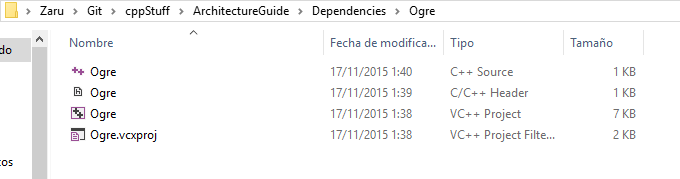 Zaru > Git > cppStuff > ArchitectureGuide > Dependencies > Ogre
do Nombre Fecha de modifica... Tipo Tamaño
Ogre 17/11/2015 1:40 C++ Source 1 KB
Ogre 17/11/2015 1:39 C/C++ Header 1 KB
Ogre 17/11/2015 1:38 VC++ Project 7 KB
Ogre.vcxproj 17/11/2015 1:38 VC++ Project Filte... 2 KB
tos